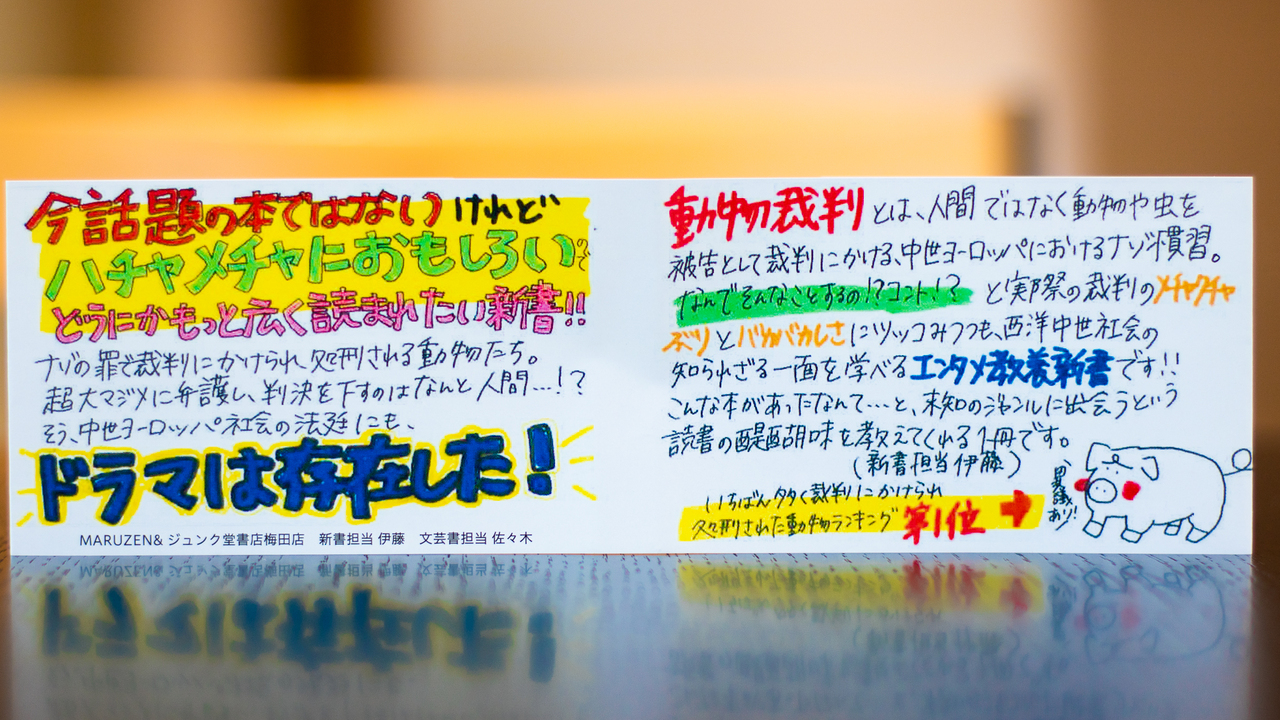 今話題の本ではないけれど
ハチャメチャにおもしろい
どうにかもっと広く読まれたい新書!!
ナゾの罪で裁判にかけられ、処刑される動物たち。
超大マジメに弁護し、判決を下すのはなんと人間…!?
そう、中世ヨーロッパ社会の法廷にも、
ドラマは存在した!
MARUZEN& ジュンク堂書店梅田店 新書担当 伊藤 文芸書担当 佐々木
動物裁判とは、人間ではなく動物や虫を
被告として裁判にかける、中世ヨーロッパにおけるナゾ慣習。
なんでそんなことするの!?コント!?と実際の裁判のメチャクチャ
ぶりとバカバカしさにツッコみつつも、西洋中世社会の
知られざる一面を学べるエンタメ教養新書です!!
こんな本があったなんて…と、未知のジャンルに出会うという
読書の醍醐味を教えてくれる1冊です。
(新書担当伊藤)
いちばん多く裁判にかけられ
処刑された動物ランキング第1位→
異議
あり!